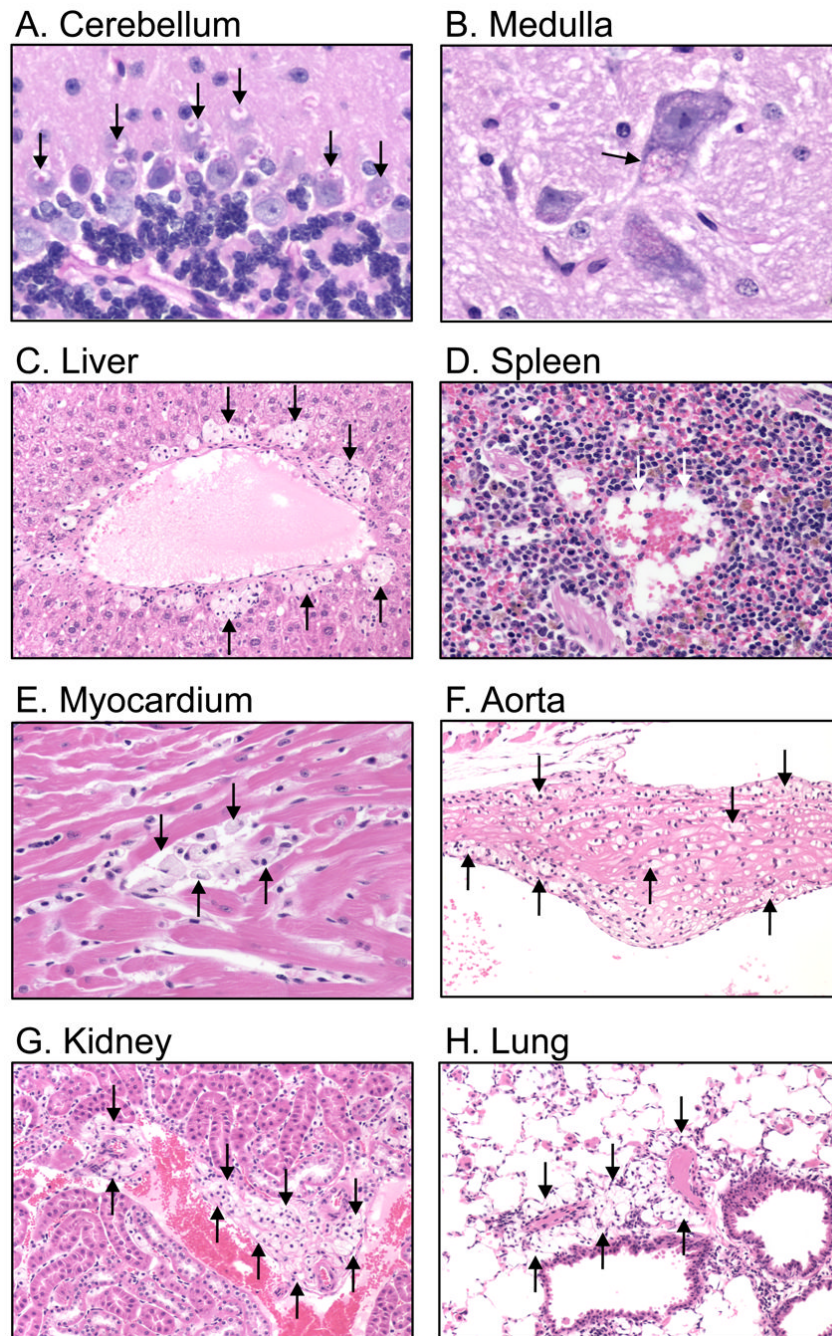 A. Cerebellum
B. Medulla
C. Liver
D. Spleen
E. Myocardium
F. Aorta
G. Kidney
H. Lung